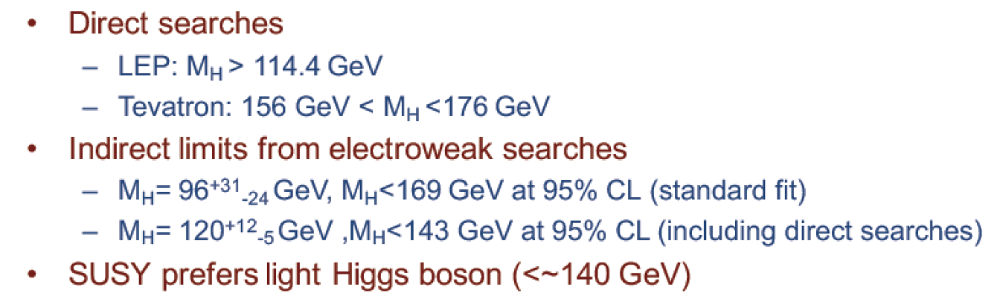 • Direct searches
– LEP: M_H > 114.4 GeV
– Tevatron: 156 GeV < M_H <176 GeV
• Indirect limits from electroweak searches
– M_H= 96^+31_-24 GeV, M_H<169 GeV at 95% CL (standard fit)
– M_H= 120^+12_-5 GeV ,M_H<143 GeV at 95% CL (including direct searches)
• SUSY prefers light Higgs boson (<~140 GeV)